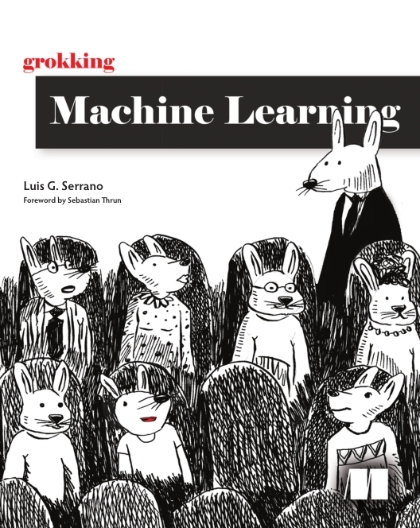 grokking
Machine Learning
Luis G. Serrano
Foreword by Sebastian Thrun